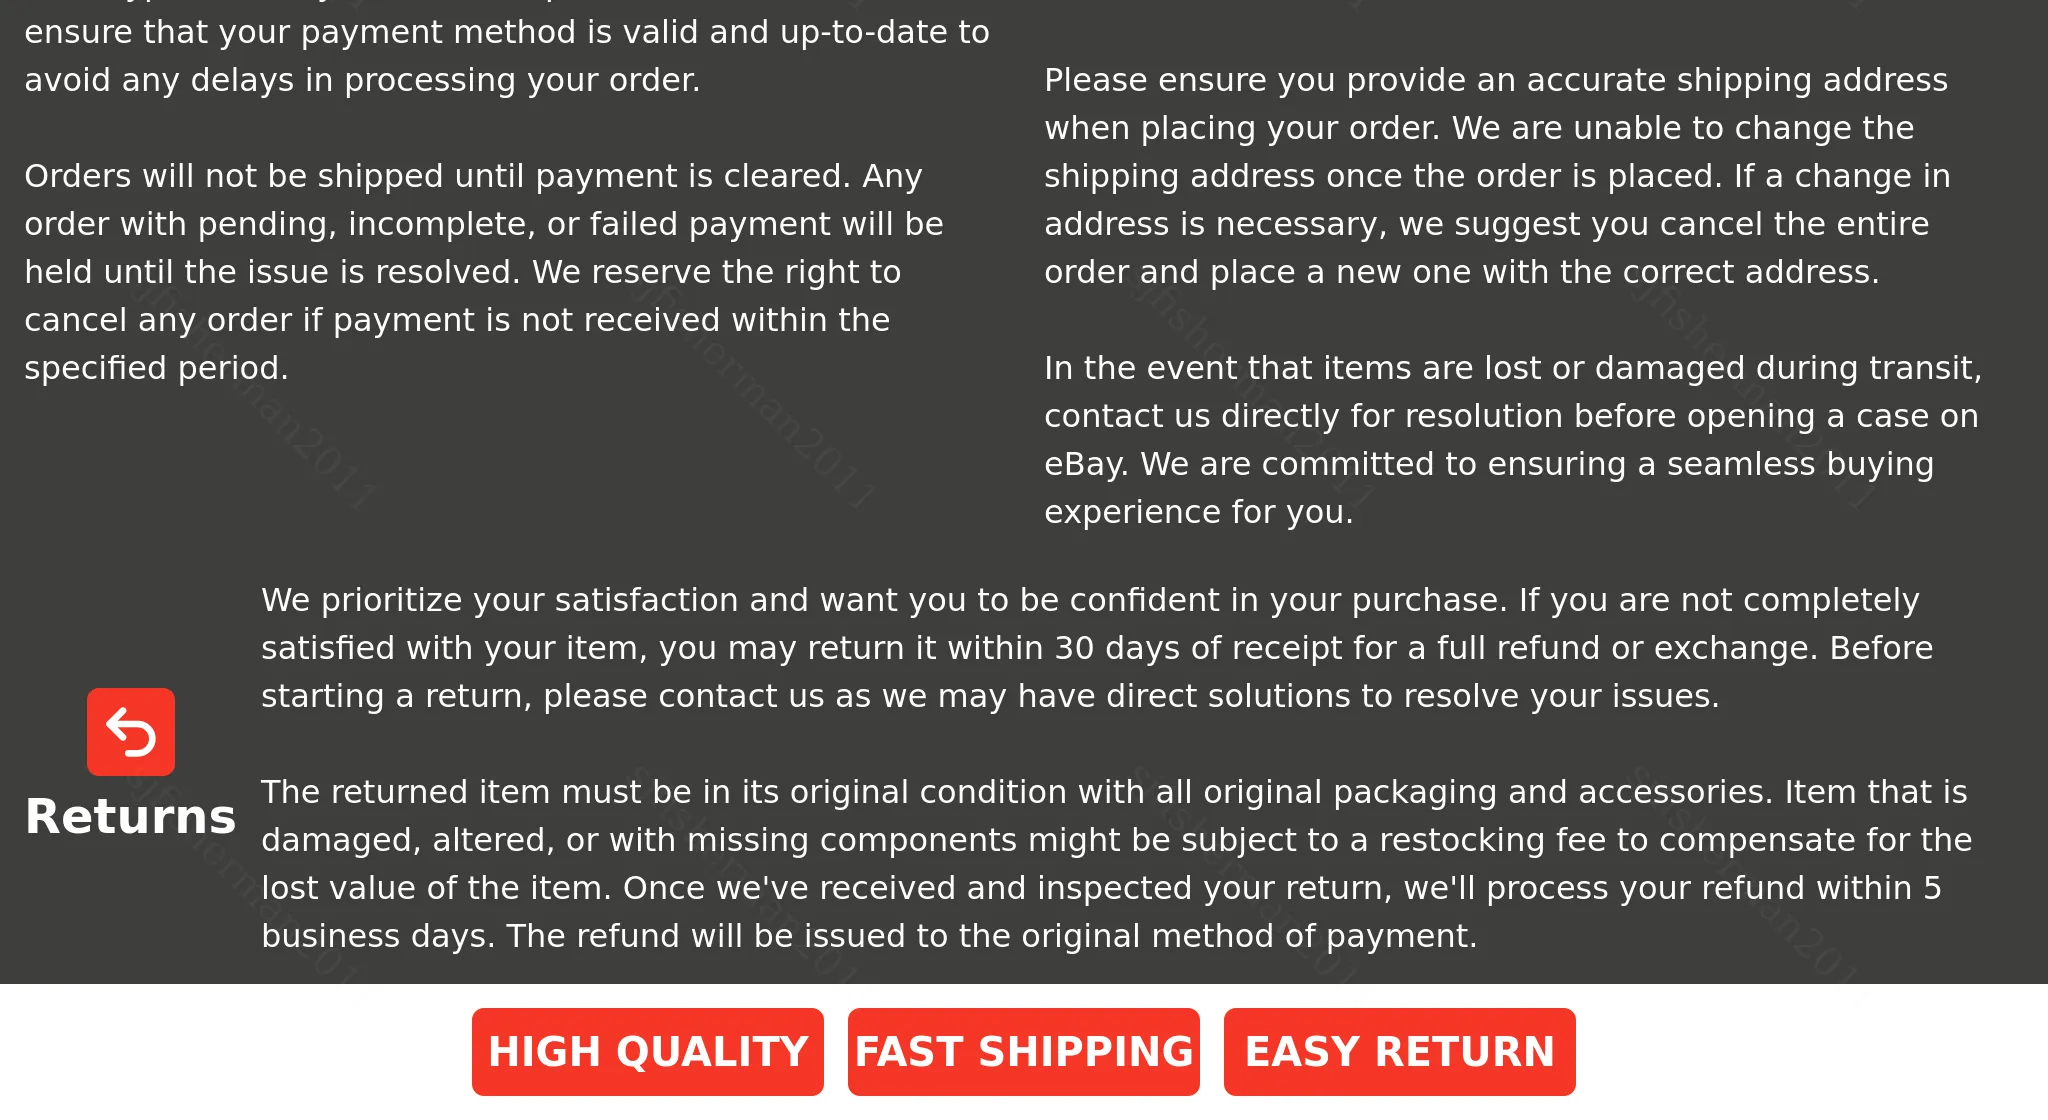 ensure that your payment method is valid and up-to-date to
avoid any delays in processing your order.
Orders will not be shipped until payment is cleared. Any
order with pending, incomplete, or failed payment will be
held until the issue is resolved. We reserve the right to
cancel any order if payment is not received within the
specified period.
Please ensure you provide an accurate shipping address
when placing your order. We are unable to change the
shipping address once the order is placed. If a change in
address is necessary, we suggest you cancel the entire
order and place a new one with the correct address.
In the event that items are lost or damaged during transit,
contact us directly for resolution before opening a case on
eBay. We are committed to ensuring a seamless buying
experience for you.
Returns
We prioritize your satisfaction and want you to be confident in your purchase. If you are not completely
satisfied with your item, you may return it within 30 days of receipt for a full refund or exchange. Before
starting a return, please contact us as we may have direct solutions to resolve your issues.
The returned item must be in its original condition with all original packaging and accessories. Item that is
damaged, altered, or with missing components might be subject to a restocking fee to compensate for the
lost value of the item. Once we've received and inspected your return, we'll process your refund within 5
business days. The refund will be issued to the original method of payment.
HIGH QUALITY
FAST SHIPPING
EASY RETURN